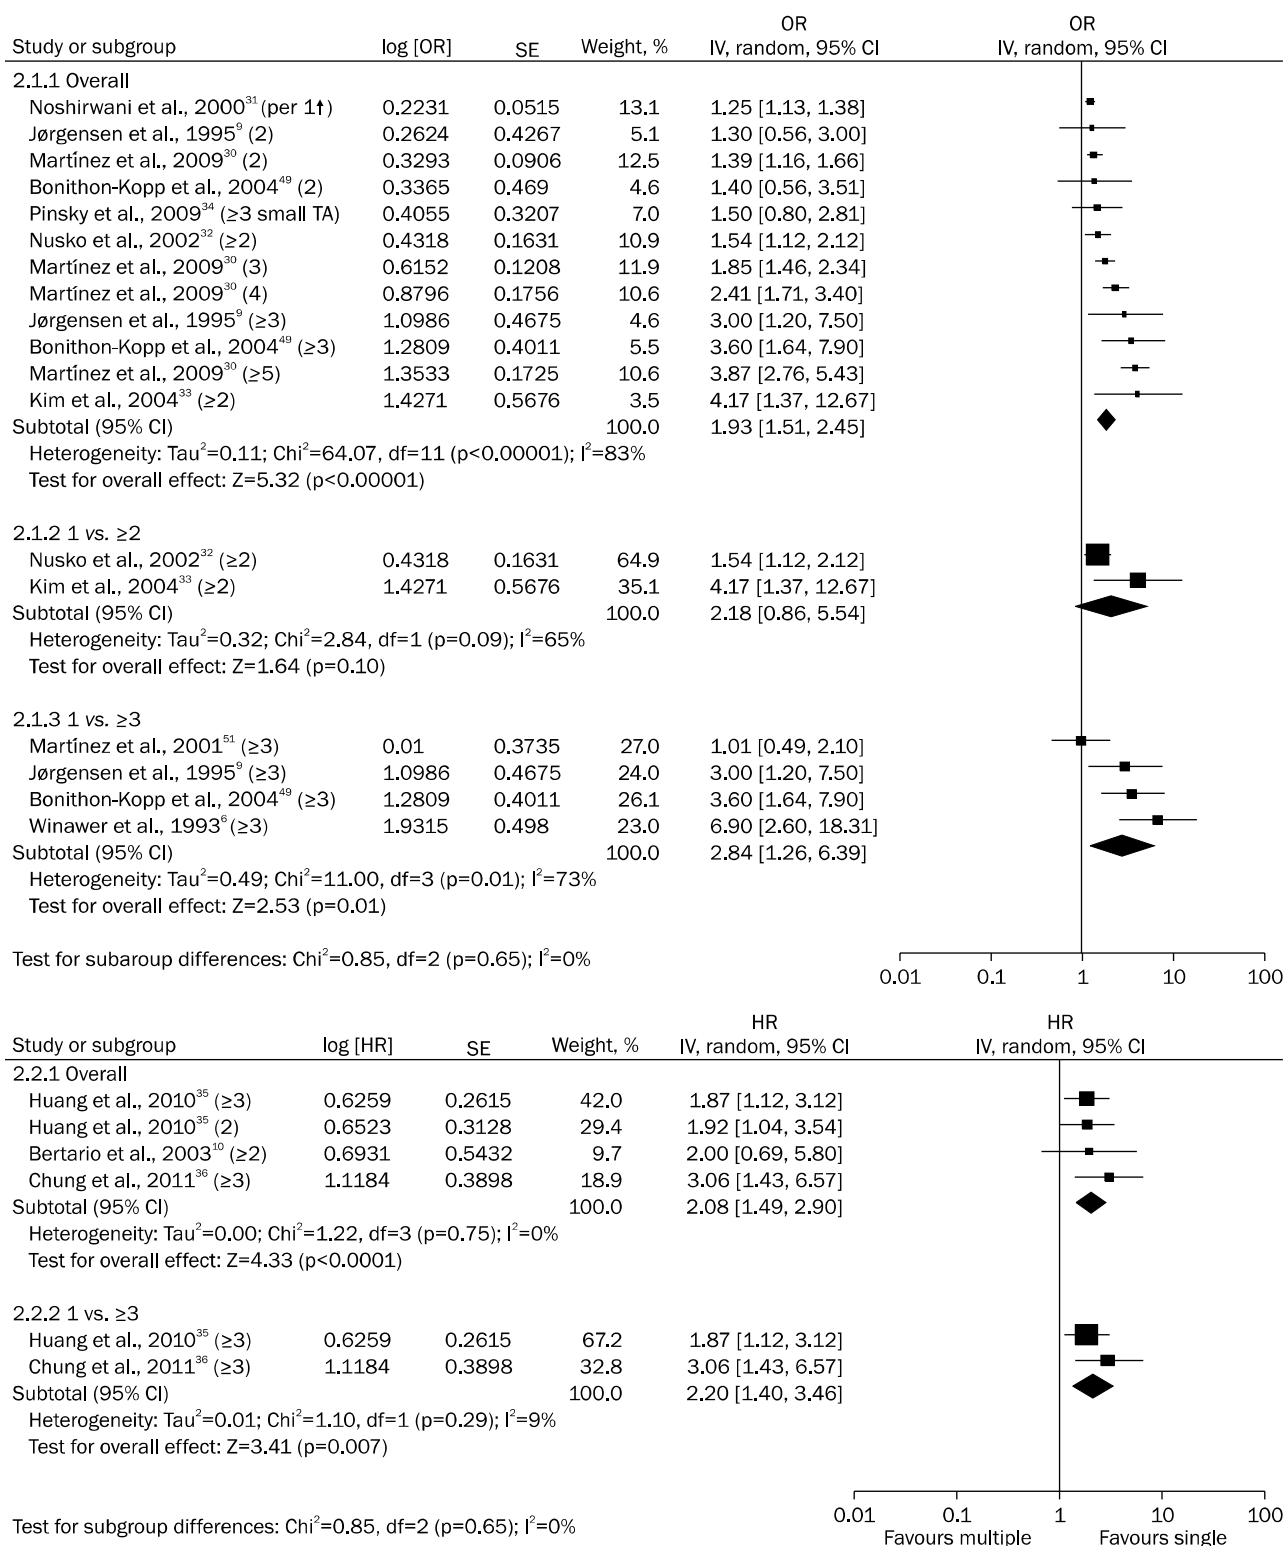 OR OR
Study or subgroup log [OR] SE Weight, % IV, random, 95% CI IV, random, 95% CI
2.1.1 Overall
Noshirwani et al., 2000³¹ (per 1↑) 0.2231 0.0515 13.1 1.25 [1.13, 1.38]
Jørgensen et al., 1995⁹ (2) 0.2624 0.4267 5.1 1.30 [0.56, 3.00]
Martínez et al., 2009³⁰ (2) 0.3293 0.0906 12.5 1.39 [1.16, 1.66]
Bonithon-Kopp et al., 2004⁴⁹ (2) 0.3365 0.469 4.6 1.40 [0.56, 3.51]
Pinsky et al., 2009³⁴ (≥3 small TA) 0.4055 0.3207 7.0 1.50 [0.80, 2.81]
Nusko et al., 2002³² (≥2) 0.4318 0.1631 10.9 1.54 [1.12, 2.12]
Martínez et al., 2009³⁰ (3) 0.6152 0.1208 11.9 1.85 [1.46, 2.34]
Martínez et al., 2009³⁰ (4) 0.8796 0.1756 10.6 2.41 [1.71, 3.40]
Jørgensen et al., 1995⁹ (≥3) 1.0986 0.4675 4.6 3.00 [1.20, 7.50]
Bonithon-Kopp et al., 2004⁴⁹ (≥3) 1.2809 0.4011 5.5 3.60 [1.64, 7.90]
Martínez et al., 2009³⁰ (≥5) 1.3533 0.1725 10.6 3.87 [2.76, 5.43]
Kim et al., 2004³³ (≥2) 1.4271 0.5676 3.5 4.17 [1.37, 12.67]
Subtotal (95% CI) 100.0 1.93 [1.51, 2.45]
Heterogeneity: Tau²=0.11; Chi²=64.07, df=11 (p<0.00001); I²=83%
Test for overall effect: Z=5.32 (p<0.00001)
2.1.2 1 vs. ≥2
Nusko et al., 2002³² (≥2) 0.4318 0.1631 64.9 1.54 [1.12, 2.12]
Kim et al., 2004³³ (≥2) 1.4271 0.5676 35.1 4.17 [1.37, 12.67]
Subtotal (95% CI) 100.0 2.18 [0.86, 5.54]
Heterogeneity: Tau²=0.32; Chi²=2.84, df=1 (p=0.09); I²=65%
Test for overall effect: Z=1.64 (p=0.10)
2.1.3 1 vs. ≥3
Martínez et al., 2001⁵¹ (≥3) 0.01 0.3735 27.0 1.01 [0.49, 2.10]
Jørgensen et al., 1995⁹ (≥3) 1.0986 0.4675 24.0 3.00 [1.20, 7.50]
Bonithon-Kopp et al., 2004⁴⁹ (≥3) 1.2809 0.4011 26.1 3.60 [1.64, 7.90]
Winawer et al., 1993⁶ (≥3) 1.9315 0.498 23.0 6.90 [2.60, 18.31]
Subtotal (95% CI) 100.0 2.84 [1.26, 6.39]
Heterogeneity: Tau²=0.49; Chi²=11.00, df=3 (p=0.01); I²=73%
Test for overall effect: Z=2.53 (p=0.01)
Test for subaroup differences: Chi²=0.85, df=2 (p=0.65); I²=0%
0.01 0.1 1 10 100
HR HR
Study or subgroup log [HR] SE Weight, % IV, random, 95% CI IV, random, 95% CI
2.2.1 Overall
Huang et al., 2010³⁵ (≥3) 0.6259 0.2615 42.0 1.87 [1.12, 3.12]
Huang et al., 2010³⁵ (2) 0.6523 0.3128 29.4 1.92 [1.04, 3.54]
Bertario et al., 2003¹⁰ (≥2) 0.6931 0.5432 9.7 2.00 [0.69, 5.80]
Chung et al., 2011³⁶ (≥3) 1.1184 0.3898 18.9 3.06 [1.43, 6.57]
Subtotal (95% CI) 100.0 2.08 [1.49, 2.90]
Heterogeneity: Tau²=0.00; Chi²=1.22, df=3 (p=0.75); I²=0%
Test for overall effect: Z=4.33 (p<0.0001)
2.2.2 1 vs. ≥3
Huang et al., 2010³⁵ (≥3) 0.6259 0.2615 67.2 1.87 [1.12, 3.12]
Chung et al., 2011³⁶ (≥3) 1.1184 0.3898 32.8 3.06 [1.43, 6.57]
Subtotal (95% CI) 100.0 2.20 [1.40, 3.46]
Heterogeneity: Tau²=0.01; Chi²=1.10, df=1 (p=0.29); I²=9%
Test for overall effect: Z=3.41 (p=0.007)
0.01 0.1 1 10 100
Test for subgroup differences: Chi²=0.85, df=2 (p=0.65); I²=0%
Favours multiple Favours single